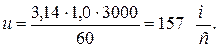 u = 3,14·1,0·3000 / 60 = 157 ì/ñ.